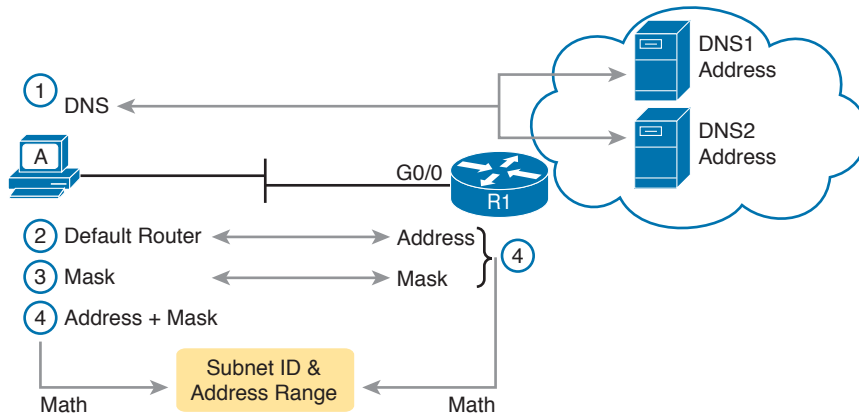 DNS1
Address
1
DNS
DNS2
Address
A
G0/0
R1
2 Default Router
Address
3 Mask
Mask
4
4 Address + Mask
Subnet ID &
Address Range
Math
Math